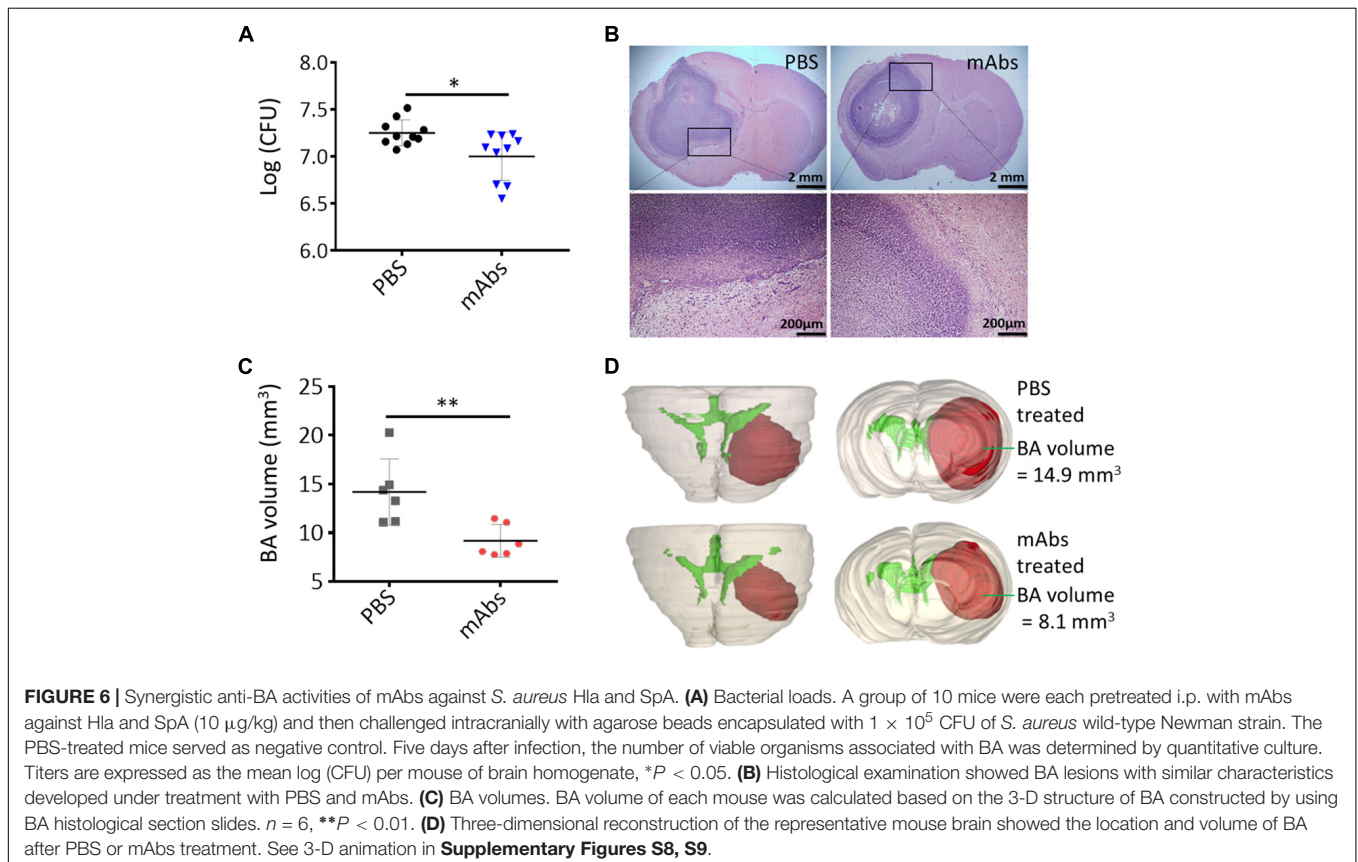 A
8.0
7.5
7.0
6.5
6.0
Log (CFU)
*
PBS
mAbs
B
PBS
mAbs
2 mm
2 mm
200µm
200µm
C
25
20
15
10
5
BA volume (mm³)
**
PBS
mAbs
D
PBS
treated
BA volume
= 14.9 mm³
mAbs
treated
BA volume
= 8.1 mm³
FIGURE 6 | Synergistic anti-BA activities of mAbs against S. aureus Hla and SpA. (A) Bacterial loads. A group of 10 mice were each pretreated i.p. with mAbs
against Hla and SpA (10 µg/kg) and then challenged intracranially with agarose beads encapsulated with 1 × 10⁵ CFU of S. aureus wild-type Newman strain. The
PBS-treated mice served as negative control. Five days after infection, the number of viable organisms associated with BA was determined by quantitative culture.
Titers are expressed as the mean log (CFU) per mouse of brain homogenate, *P < 0.05. (B) Histological examination showed BA lesions with similar characteristics
developed under treatment with PBS and mAbs. (C) BA volumes. BA volume of each mouse was calculated based on the 3-D structure of BA constructed by using
BA histological section slides. n = 6, **P < 0.01. (D) Three-dimensional reconstruction of the representative mouse brain showed the location and volume of BA
after PBS or mAbs treatment. See 3-D animation in Supplementary Figures S8, S9.